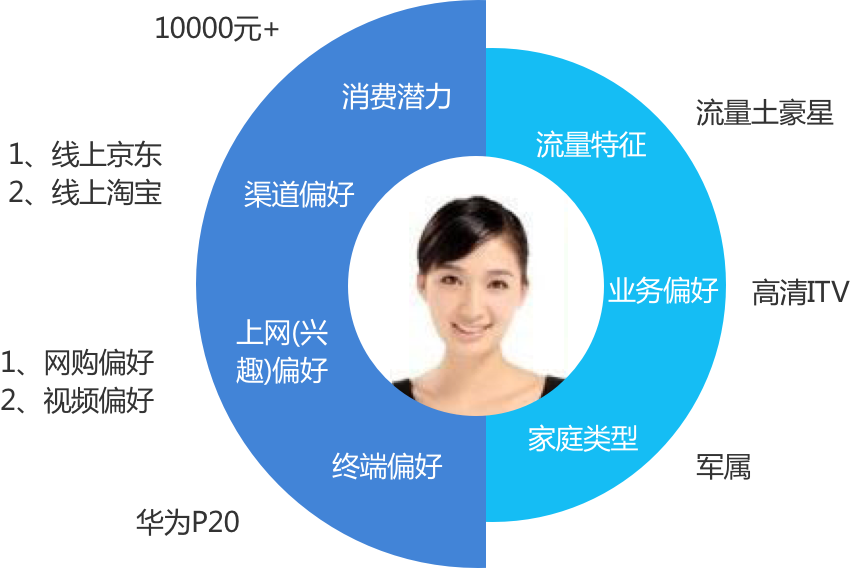 10000元+
消费潜力
流量特征
流量土豪星
1、线上京东
2、线上淘宝
渠道偏好
业务偏好
高清ITV
上网(兴
趣)偏好
1、网购偏好
2、视频偏好
家庭类型
军属
终端偏好
华为P20